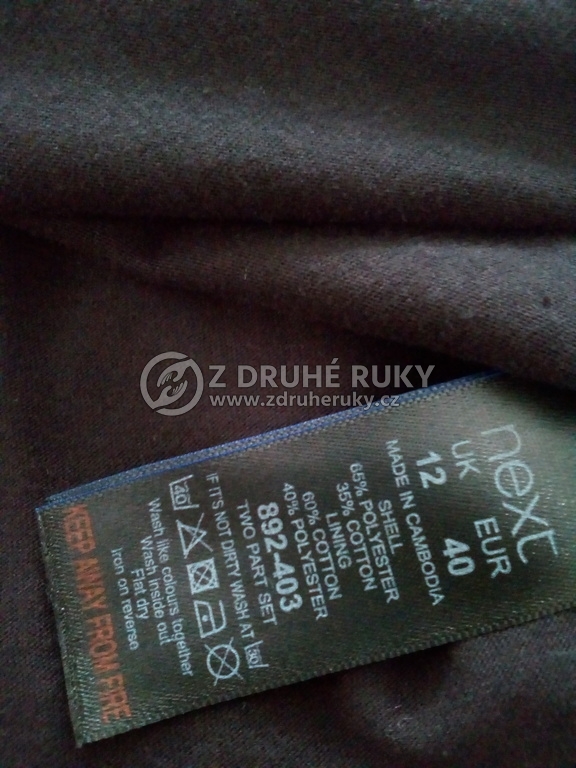 Z DRUHÉ RUKY
www.zdruheruky.cz
next
UK EUR
12 40
MADE IN CAMBODIA
SHELL
65% POLYESTER
35% COTTON
LINING
60% COTTON
40% POLYESTER
892-403
TWO PART SET
IF IT'S NOT DIRTY WASH AT 30
40
Wash like colours together
Wash inside out
Flat dry
Iron on reverse
KEEP AWAY FROM FIRE